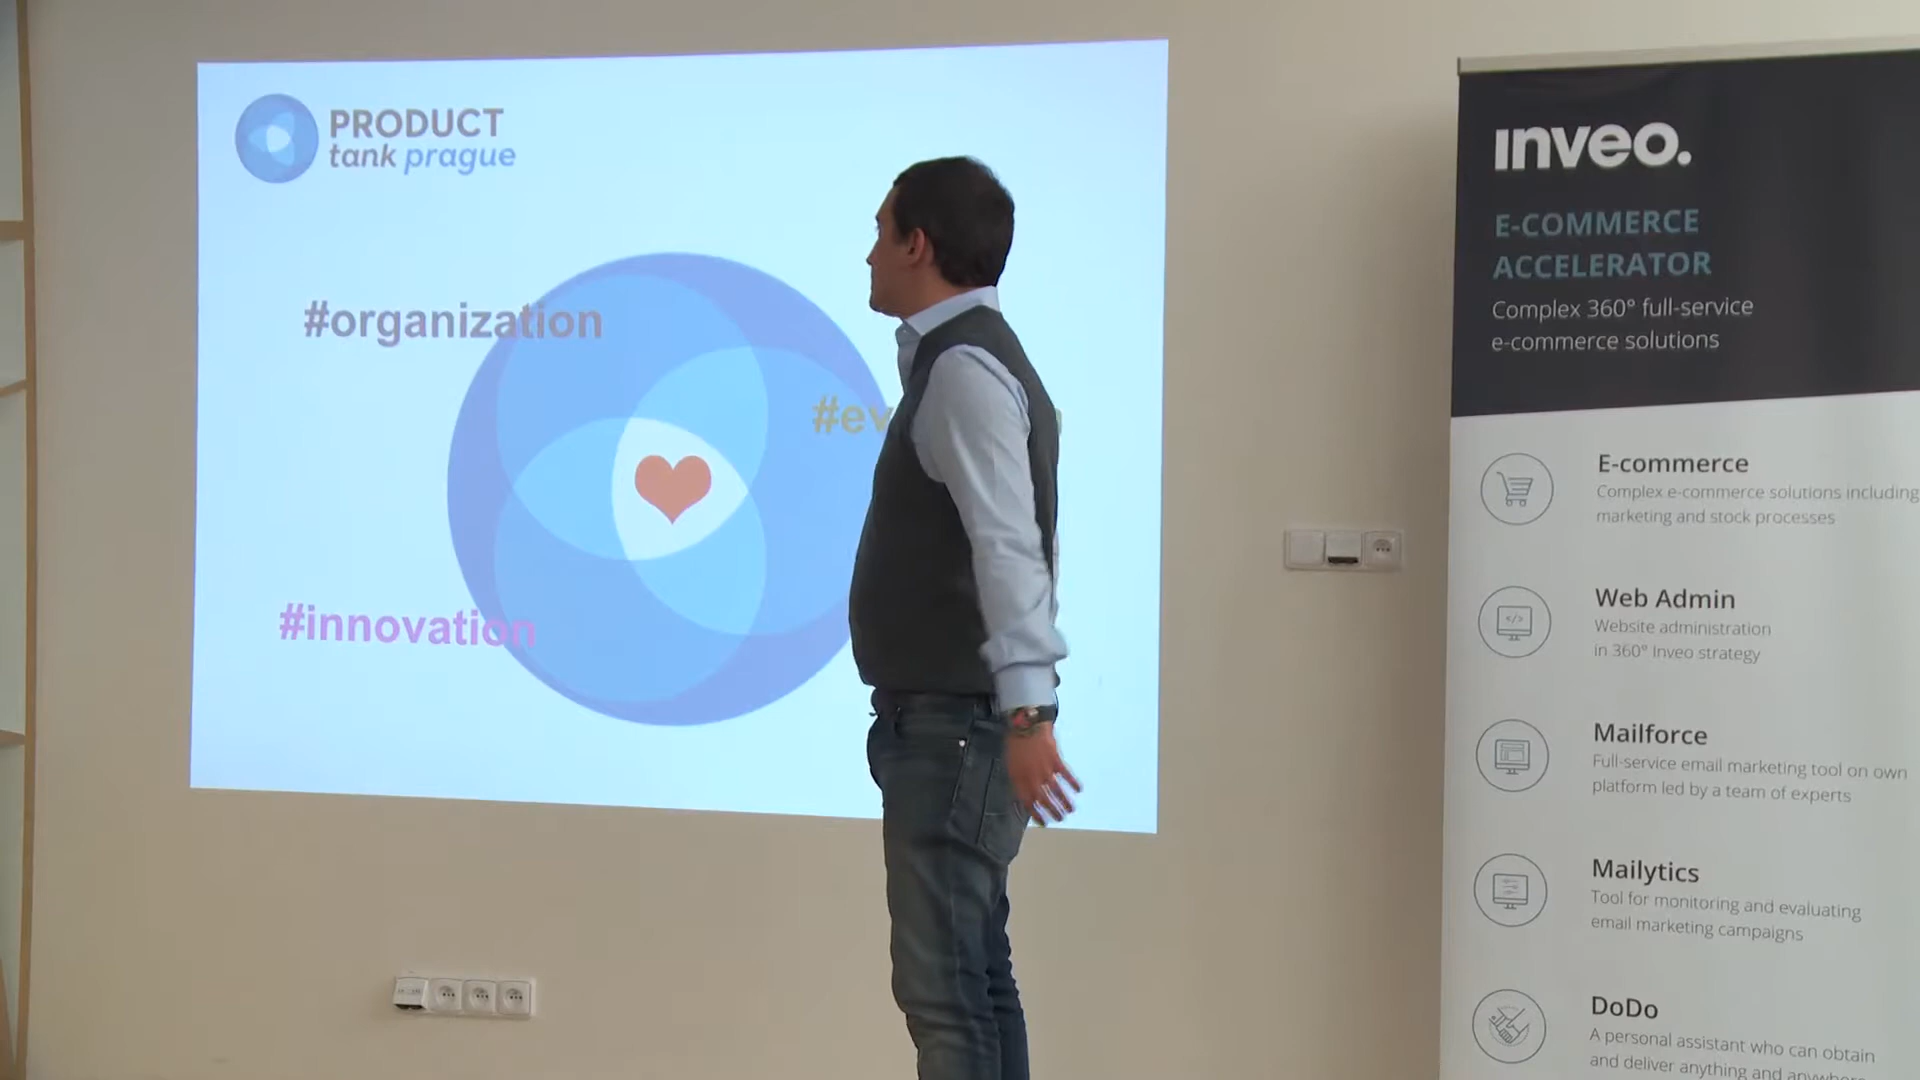 PRODUCT
tank prague
#organization
#ev
#innovation
inveo.
E-COMMERCE
ACCELERATOR
Complex 360° full-service
e-commerce solutions
E-commerce
Complex e-commerce solutions including
marketing and stock processes
Web Admin
Website administration
in 360° Inveo strategy
Mailforce
Full-service email marketing tool on own
platform led by a team of experts
Mailytics
Tool for monitoring and evaluating
email marketing campaigns
DoDo
A personal assistant who can obtain
and deliver anything and